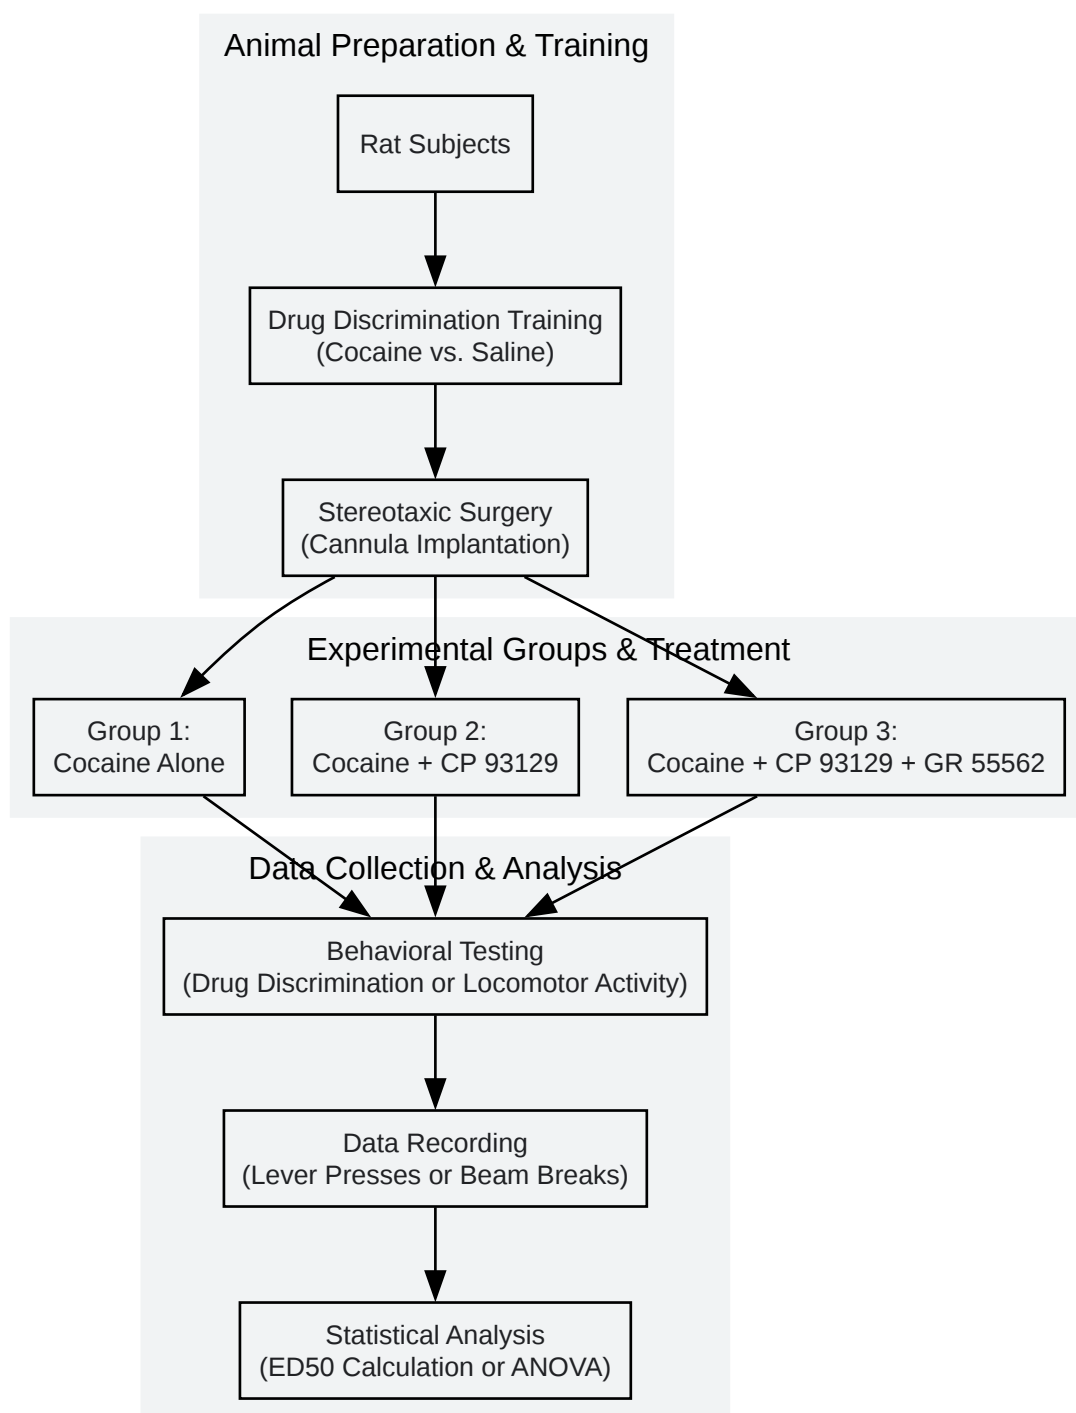 Animal Preparation & Training
Rat Subjects
Drug Discrimination Training
(Cocaine vs. Saline)
Stereotaxic Surgery
(Cannula Implantation)
Experimental Groups & Treatment
Group 1:
Cocaine Alone
Group 2:
Cocaine + CP 93129
Group 3:
Cocaine + CP 93129 + GR 55562
Data Collection & Analysis
Behavioral Testing
(Drug Discrimination or Locomotor Activity)
Data Recording
(Lever Presses or Beam Breaks)
Statistical Analysis
(ED50 Calculation or ANOVA)